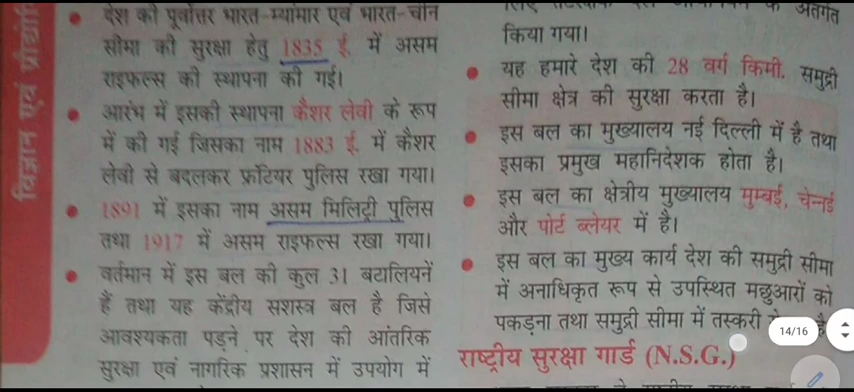 विज्ञान एवं प्रौद्योगि
देश की पूर्वोत्तर भारत-म्यांमार एवं भारत-चीन
सीमा की सुरक्षा हेतु 1835 ई. में असम
राइफल्स की स्थापना की गई।
आरंभ में इसकी स्थापना कैशर लेवी के रूप
में की गई जिसका नाम 1883 ई. में कैशर
लेवी से बदलकर फ्रंटियर पुलिस रखा गया।
1891 में इसका नाम असम मिलिट्री पुलिस
तथा 1917 में असम राइफल्स रखा गया।
वर्तमान में इस बल की कुल 31 बटालियनें
हैं तथा यह केंद्रीय सशस्त्र बल है जिसे
आवश्यकता पड़ने पर देश की आंतरिक
सुरक्षा एवं नागरिक प्रशासन में उपयोग में
के अंतर्गत
किया गया।
यह हमारे देश की 28 वर्ग किमी. समुद्री
सीमा क्षेत्र की सुरक्षा करता है।
इस बल का मुख्यालय नई दिल्ली में है तथा
इसका प्रमुख महानिदेशक होता है।
इस बल का क्षेत्रीय मुख्यालय मुम्बई, चेन्नई
और पोर्ट ब्लेयर में है।
इस बल का मुख्य कार्य देश की समुद्री सीमा
में अनाधिकृत रूप से उपस्थित मछुआरों को
पकड़ना तथा समुद्री सीमा में तस्करी
14/16
राष्ट्रीय सुरक्षा गार्ड (N.S.G.)